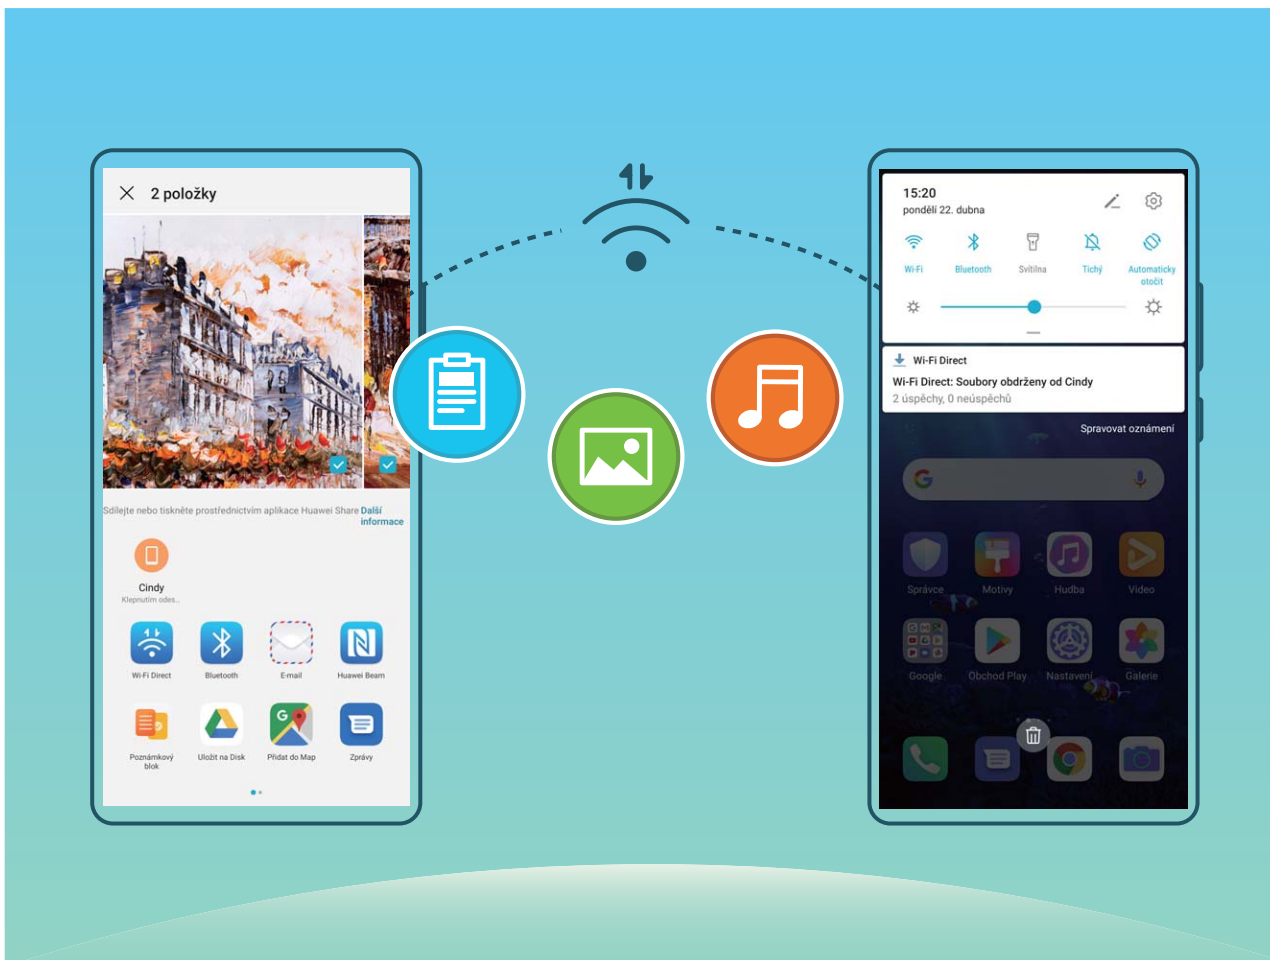 2 položky
Sdílejte nebo tiskněte prostřednictvím aplikace Huawei Share Další
informace
Cindy
Klepnutím odes...
Wi-Fi Direct Bluetooth E-mail Huawei Beam
Poznámkový Uložit na Disk Přidat do Map Zprávy
blok
15:20
pondělí 22. dubna
Wi-Fi Bluetooth Svítilna Tichý Automaticky
otočit
Wi-Fi Direct
Wi-Fi Direct: Soubory obdrženy od Cindy
2 úspěchy, 0 neúspěchů
Spravovat oznámení
Správce Motivy Hudba Video
Google Obchod Play Nastavení Galerie